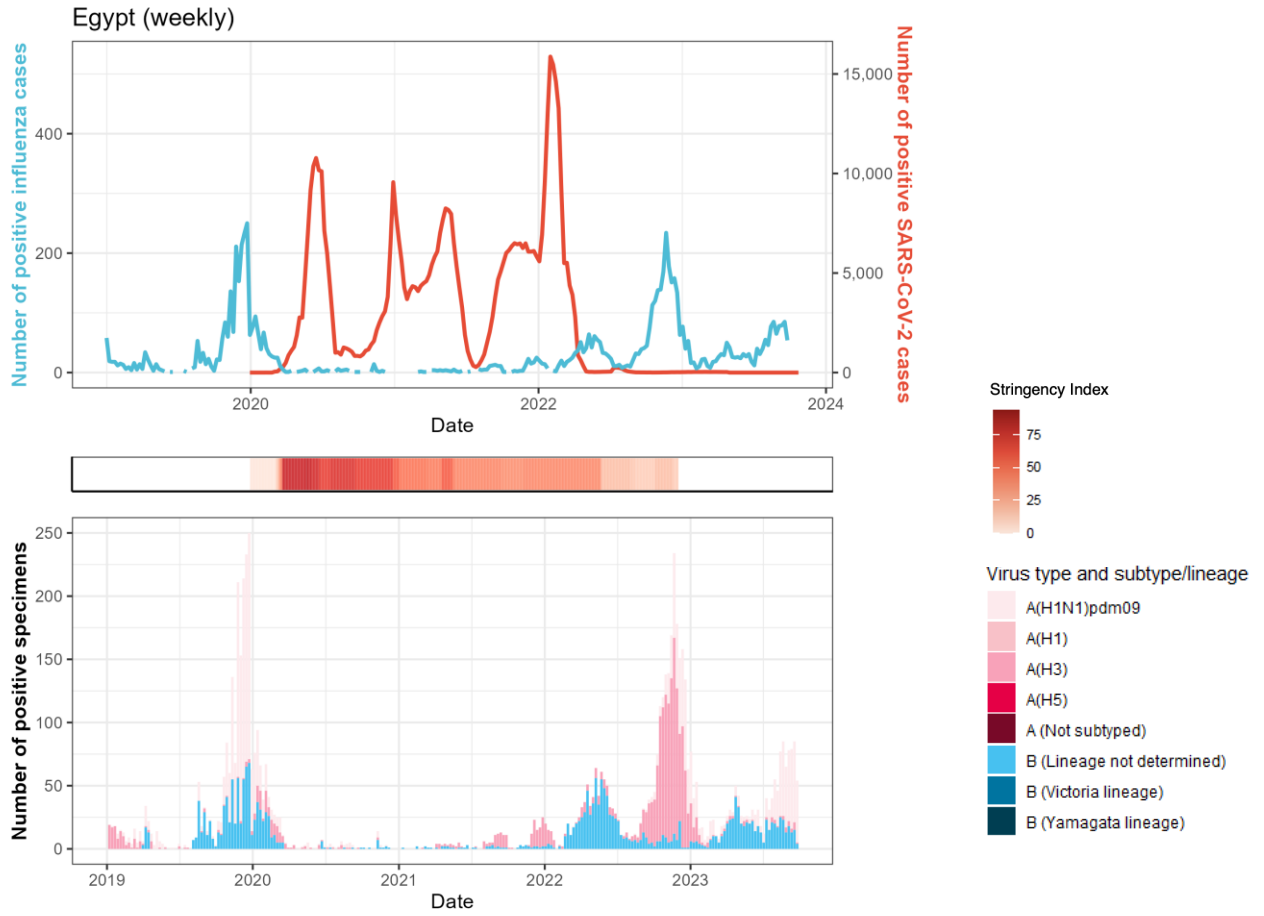 Egypt (weekly)
Number of positive influenza cases
400
200
0
15,000
10,000
5,000
0
Number of positive SARS-CoV-2 cases
2020
2022
2024
Date
Stringency Index
75
50
25
0
Number of positive specimens
250
200
150
100
50
0
2019
2020
2021
2022
2023
Date
Virus type and subtype/lineage
A(H1N1)pdm09
A(H1)
A(H3)
A(H5)
A (Not subtyped)
B (Lineage not determined)
B (Victoria lineage)
B (Yamagata lineage)